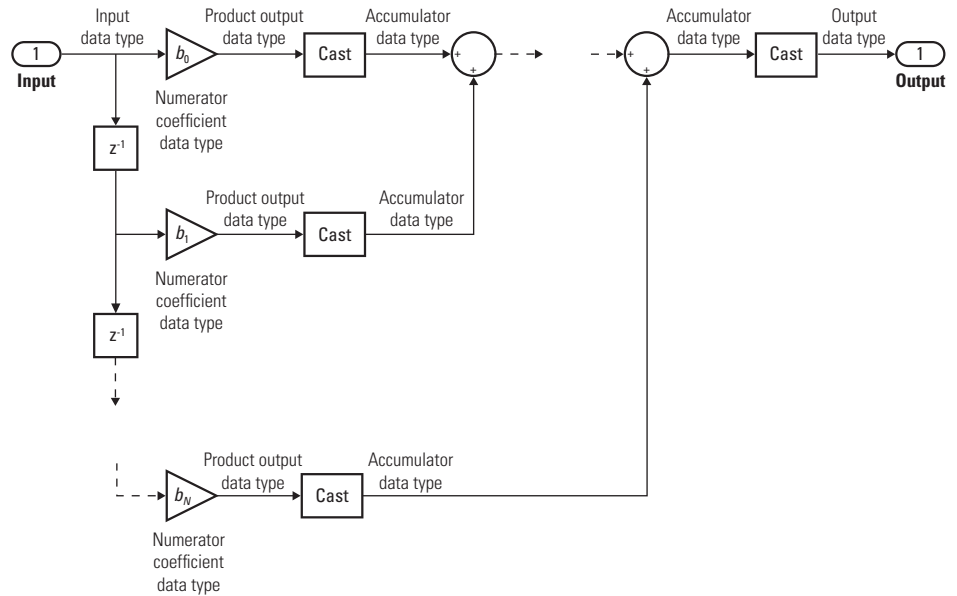 Input
data type
Product output
data type
Accumulator
data type
Accumulator
data type
Output
data type
1
Input
b0
Cast
+
+
+
+
Cast
1
Output
Numerator
coefficient
data type
z-1
Product output
data type
Accumulator
data type
b1
Cast
Numerator
coefficient
data type
z-1
Product output
data type
Accumulator
data type
bN
Cast
Numerator
coefficient
data type